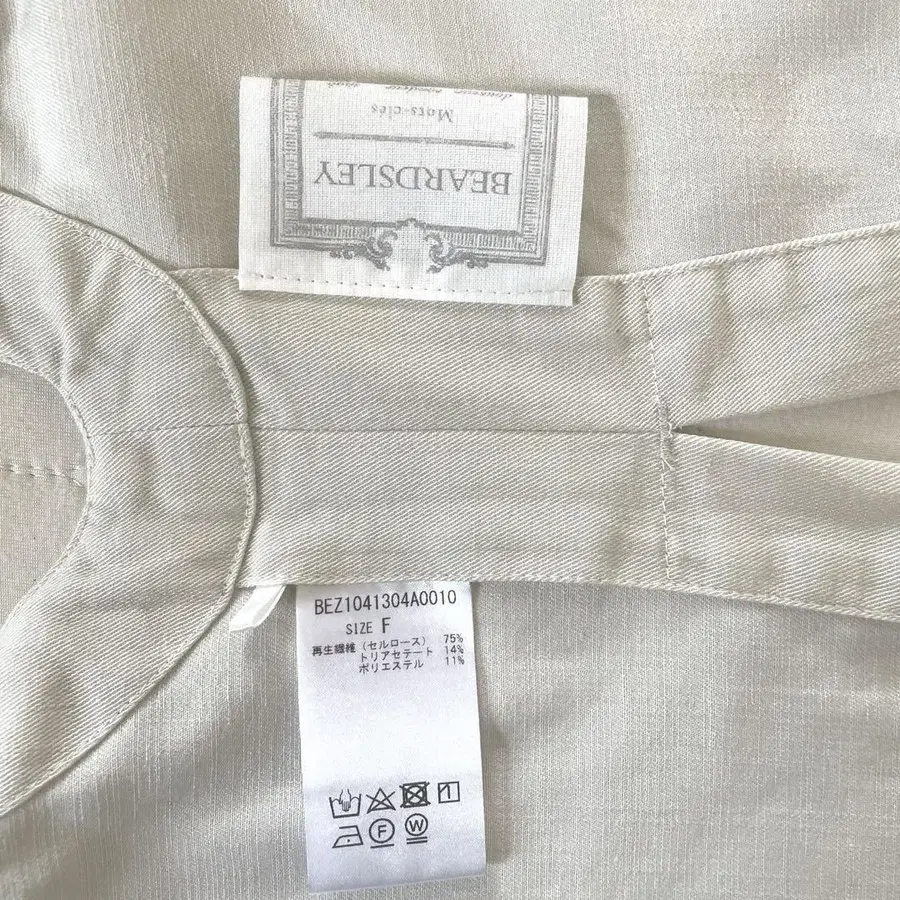 BEARDSLEY
Mots-clés
BEZ1041304A0010
SIZE F
再生繊維 (セルロース) 75%
トリアセテート 14%
ポリエステル 11%
F
W